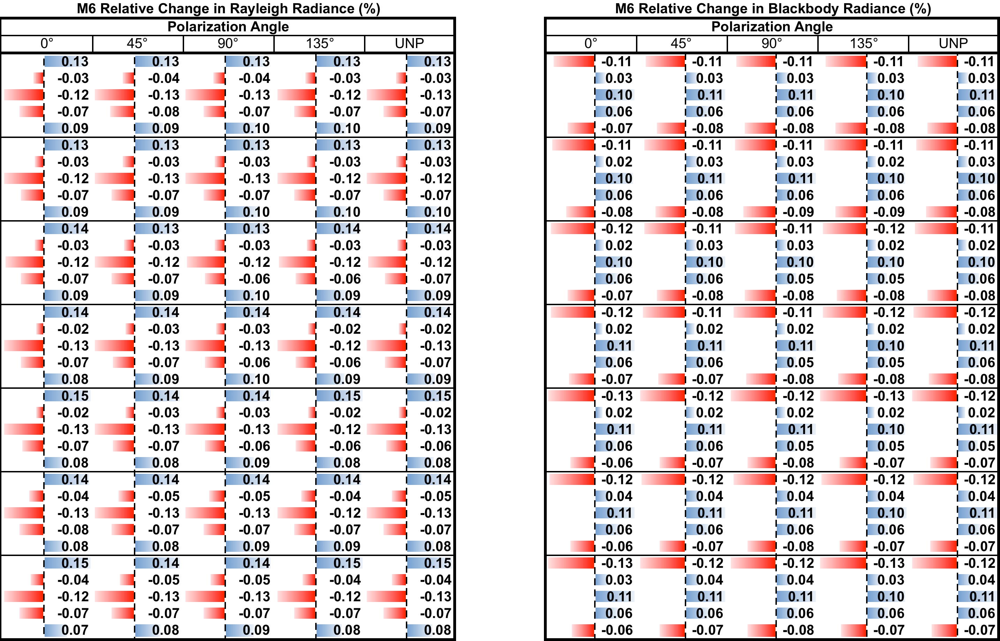 M6 Relative Change in Rayleigh Radiance (%)
Polarization Angle
0° 45° 90° 135° UNP
0.13 0.13 0.13 0.13 0.13
-0.03 -0.04 -0.04 -0.03 -0.03
-0.12 -0.13 -0.13 -0.12 -0.13
-0.07 -0.08 -0.07 -0.07 -0.07
0.09 0.09 0.10 0.10 0.09
0.13 0.13 0.13 0.13 0.13
-0.03 -0.03 -0.03 -0.03 -0.03
-0.12 -0.13 -0.13 -0.12 -0.12
-0.07 -0.07 -0.07 -0.07 -0.07
0.09 0.09 0.10 0.10 0.10
0.14 0.13 0.13 0.14 0.14
-0.03 -0.03 -0.03 -0.03 -0.03
-0.12 -0.12 -0.12 -0.12 -0.12
-0.07 -0.07 -0.06 -0.06 -0.07
0.09 0.09 0.10 0.09 0.09
0.14 0.14 0.14 0.14 0.14
-0.02 -0.03 -0.03 -0.02 -0.02
-0.13 -0.13 -0.13 -0.12 -0.13
-0.07 -0.07 -0.06 -0.06 -0.07
0.08 0.09 0.10 0.09 0.09
0.15 0.14 0.14 0.15 0.15
-0.02 -0.03 -0.03 -0.02 -0.02
-0.13 -0.13 -0.13 -0.12 -0.13
-0.07 -0.07 -0.06 -0.06 -0.06
0.08 0.08 0.09 0.08 0.08
0.14 0.14 0.14 0.14 0.14
-0.04 -0.05 -0.05 -0.04 -0.05
-0.13 -0.13 -0.13 -0.12 -0.13
-0.08 -0.07 -0.07 -0.07 -0.07
0.08 0.08 0.09 0.09 0.08
0.15 0.14 0.14 0.15 0.15
-0.04 -0.05 -0.05 -0.04 -0.04
-0.12 -0.13 -0.13 -0.12 -0.13
-0.07 -0.07 -0.07 -0.07 -0.07
0.07 0.08 0.09 0.08 0.08
M6 Relative Change in Blackbody Radiance (%)
Polarization Angle
0° 45° 90° 135° UNP
-0.11 -0.11 -0.11 -0.11 -0.11
0.03 0.03 0.03 0.03 0.03
0.10 0.11 0.11 0.10 0.11
0.06 0.06 0.06 0.06 0.06
-0.07 -0.08 -0.08 -0.08 -0.08
-0.11 -0.11 -0.11 -0.11 -0.11
0.02 0.03 0.03 0.02 0.03
0.10 0.11 0.11 0.10 0.10
0.06 0.06 0.06 0.06 0.06
-0.08 -0.08 -0.09 -0.09 -0.08
-0.12 -0.11 -0.11 -0.12 -0.11
0.02 0.03 0.03 0.02 0.02
0.10 0.10 0.10 0.10 0.10
0.06 0.06 0.05 0.05 0.06
-0.07 -0.08 -0.08 -0.08 -0.08
-0.12 -0.11 -0.11 -0.12 -0.12
0.02 0.02 0.02 0.02 0.02
0.11 0.11 0.11 0.10 0.11
0.06 0.06 0.05 0.05 0.06
-0.07 -0.07 -0.08 -0.08 -0.08
-0.13 -0.12 -0.12 -0.13 -0.12
0.02 0.02 0.02 0.02 0.02
0.11 0.11 0.11 0.10 0.11
0.06 0.06 0.05 0.05 0.05
-0.06 -0.07 -0.08 -0.07 -0.07
-0.12 -0.12 -0.12 -0.12 -0.12
0.04 0.04 0.04 0.04 0.04
0.11 0.11 0.11 0.10 0.11
0.06 0.06 0.06 0.06 0.06
-0.06 -0.07 -0.08 -0.07 -0.07
-0.13 -0.12 -0.12 -0.13 -0.12
0.03 0.04 0.04 0.03 0.04
0.11 0.11 0.11 0.10 0.11
0.06 0.06 0.06 0.06 0.06
-0.06 -0.07 -0.08 -0.07 -0.07